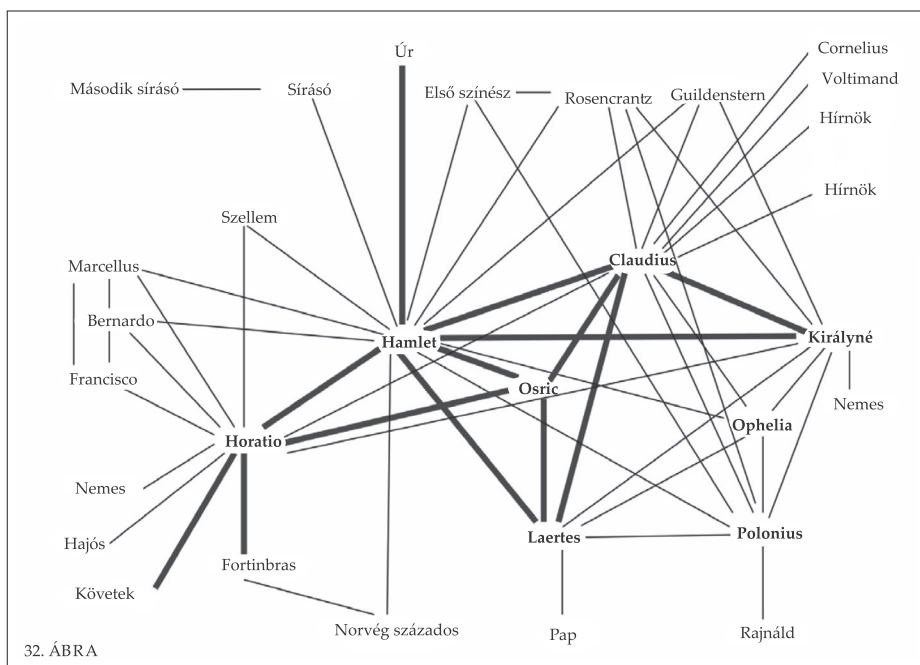 Úr
Cornelius
Voltimand
Második sírásó
Sírásó
Első színész
Rosencrantz
Guildenstern
Hírnök
Hírnök
Szellem
Marcellus
Claudius
Bernardo
Hamlet
Királyné
Francisco
Osric
Nemes
Ophelia
Horatio
Nemes
Laertes
Polonius
Hajós
Fortinbras
Követek
Norvég százados
Pap
Rajnáld
32. ÁBRA